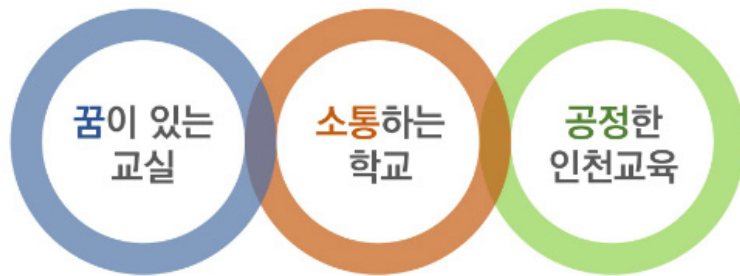 꿈이 있는
교실
소통하는
학교
공정한
인천교육